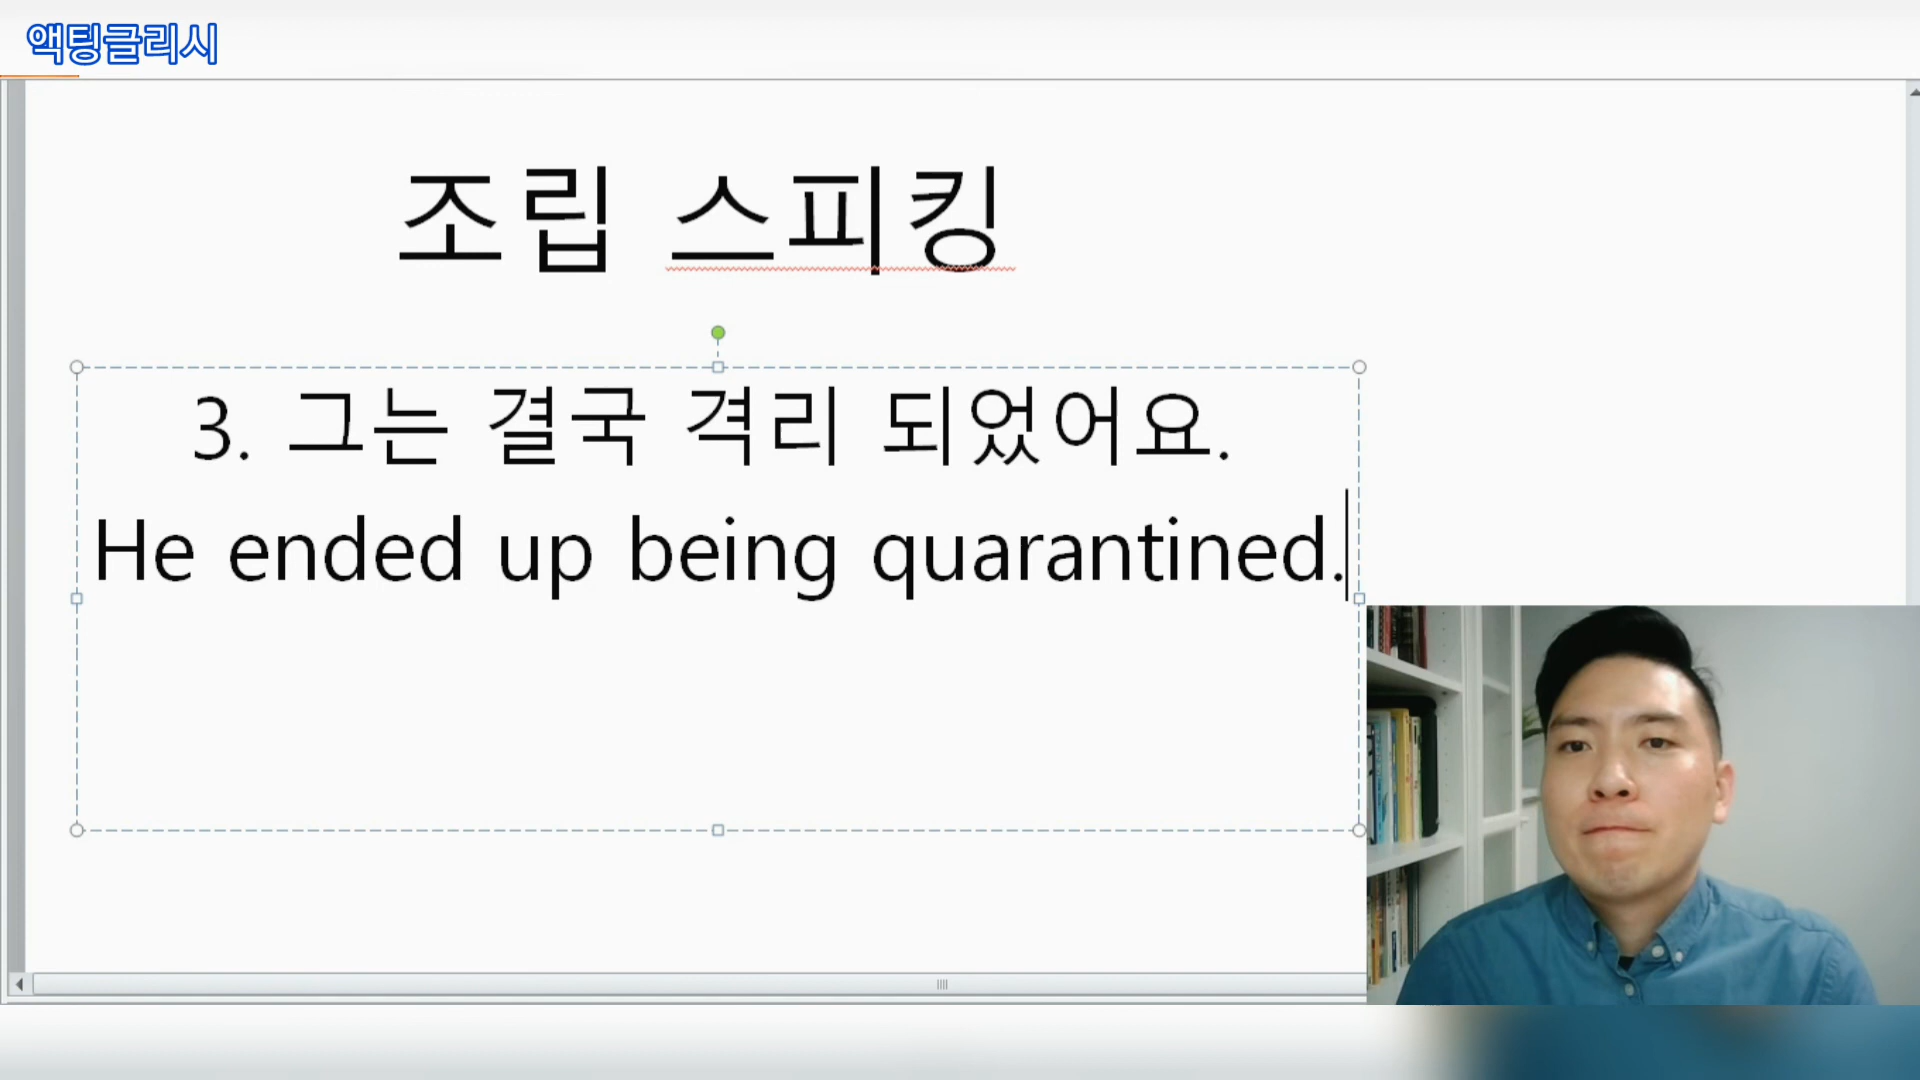 액팅글리시
조립 스피킹
3. 그는 결국 격리 되었어요.
He ended up being quarantined.